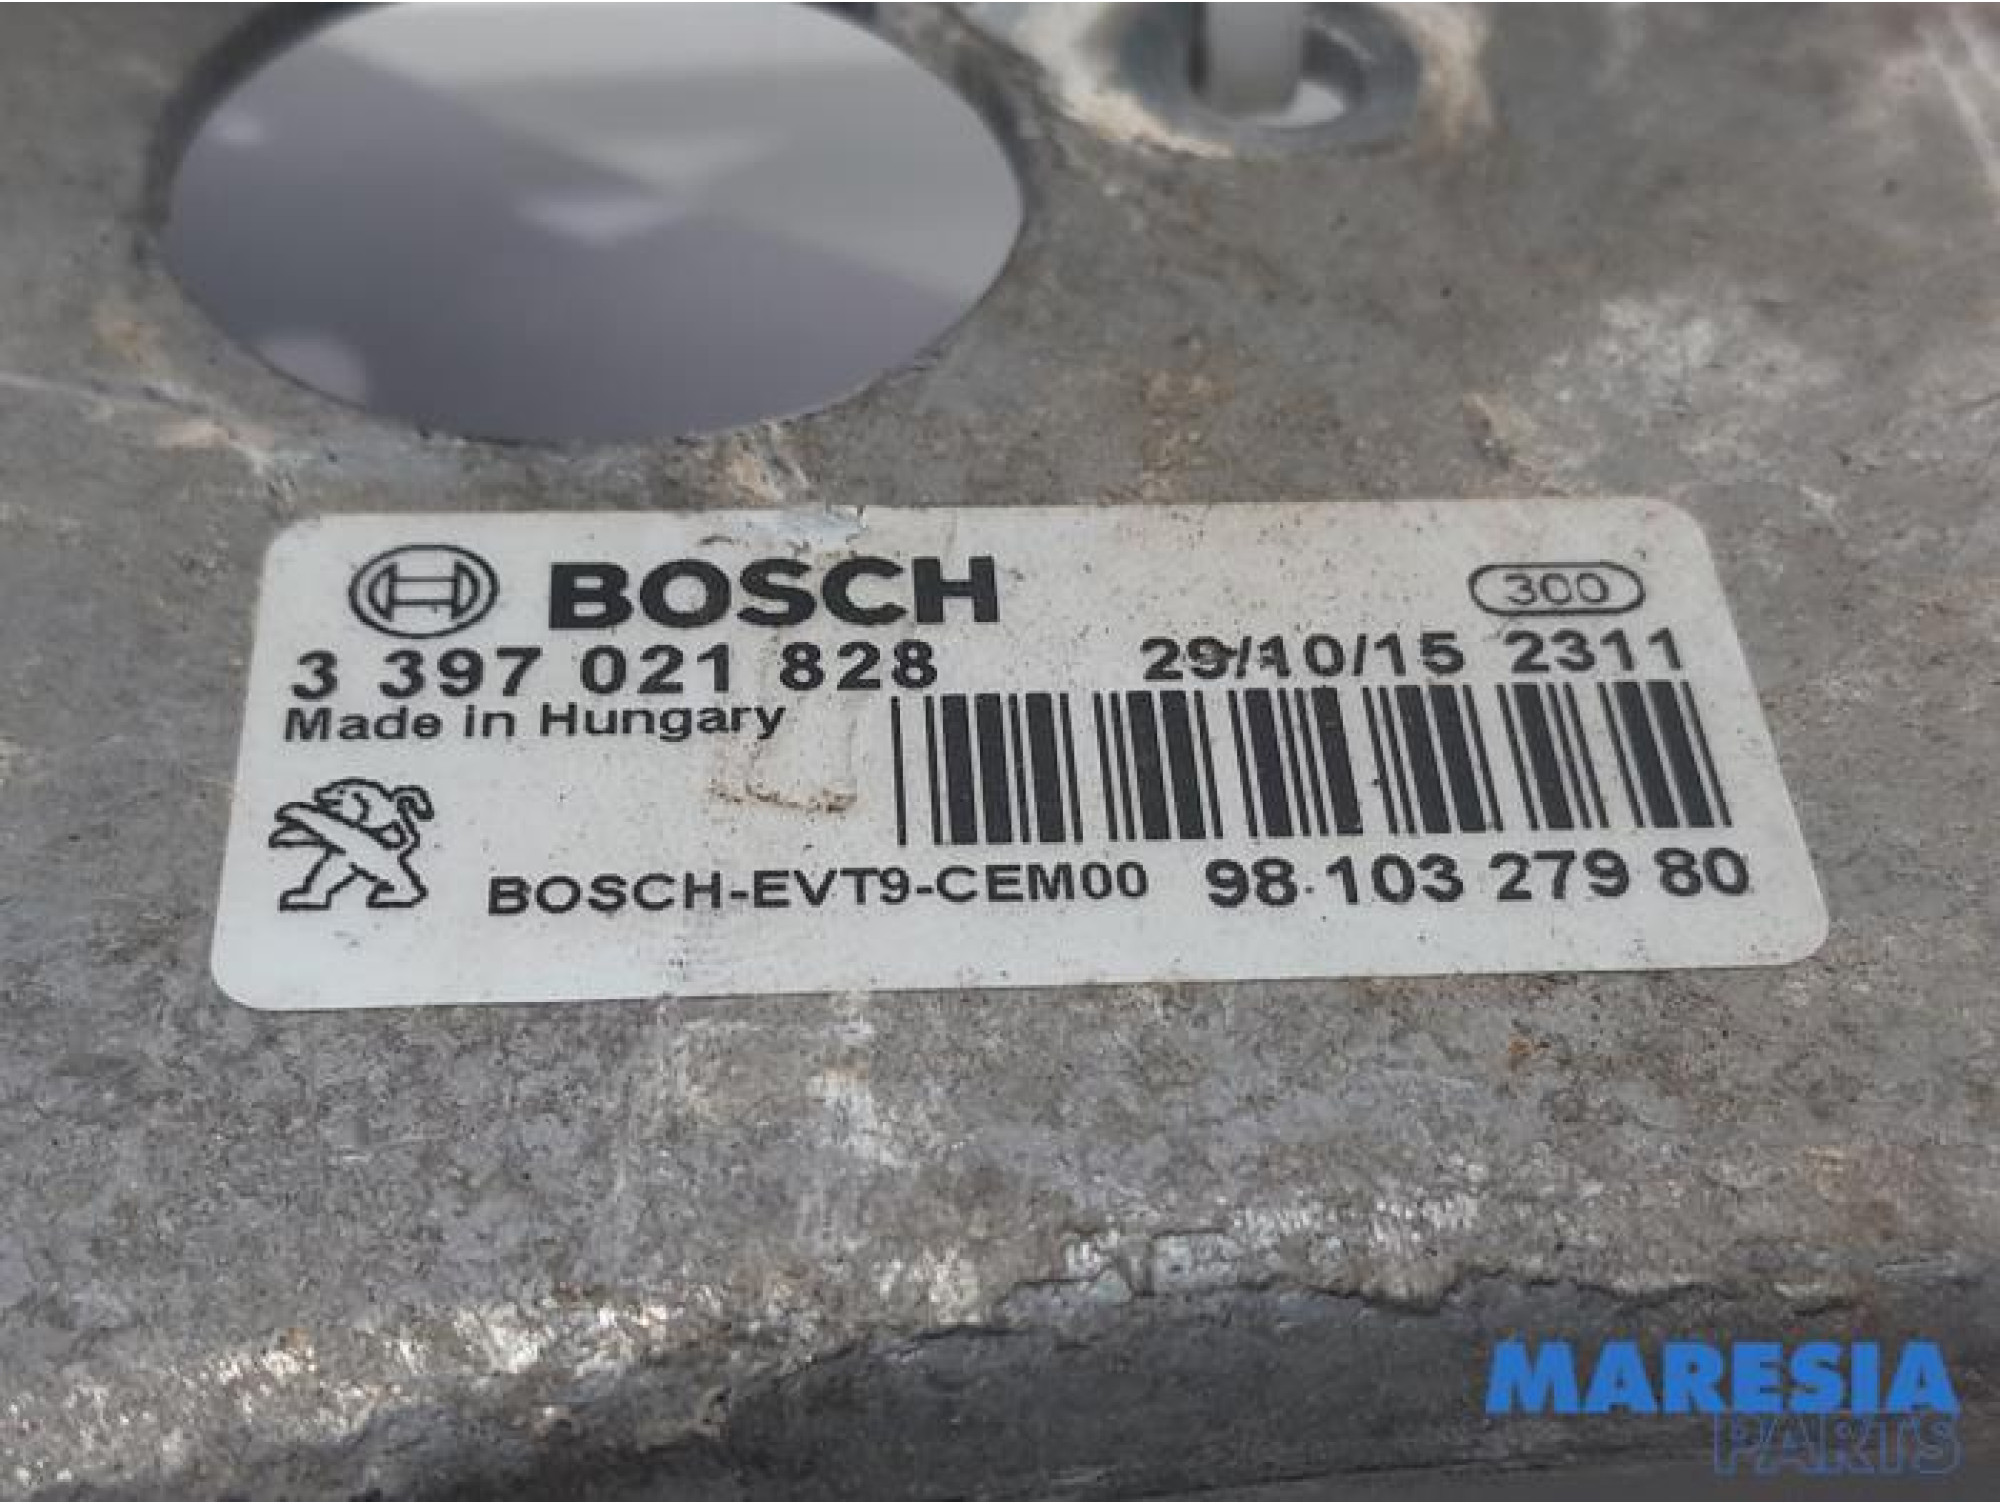 BOSCH
300
3 397 021 828
29/10/15 2311
Made in Hungary
BOSCH-EVT9-CEM00
98 103 279 80
MARESIA
PARTS